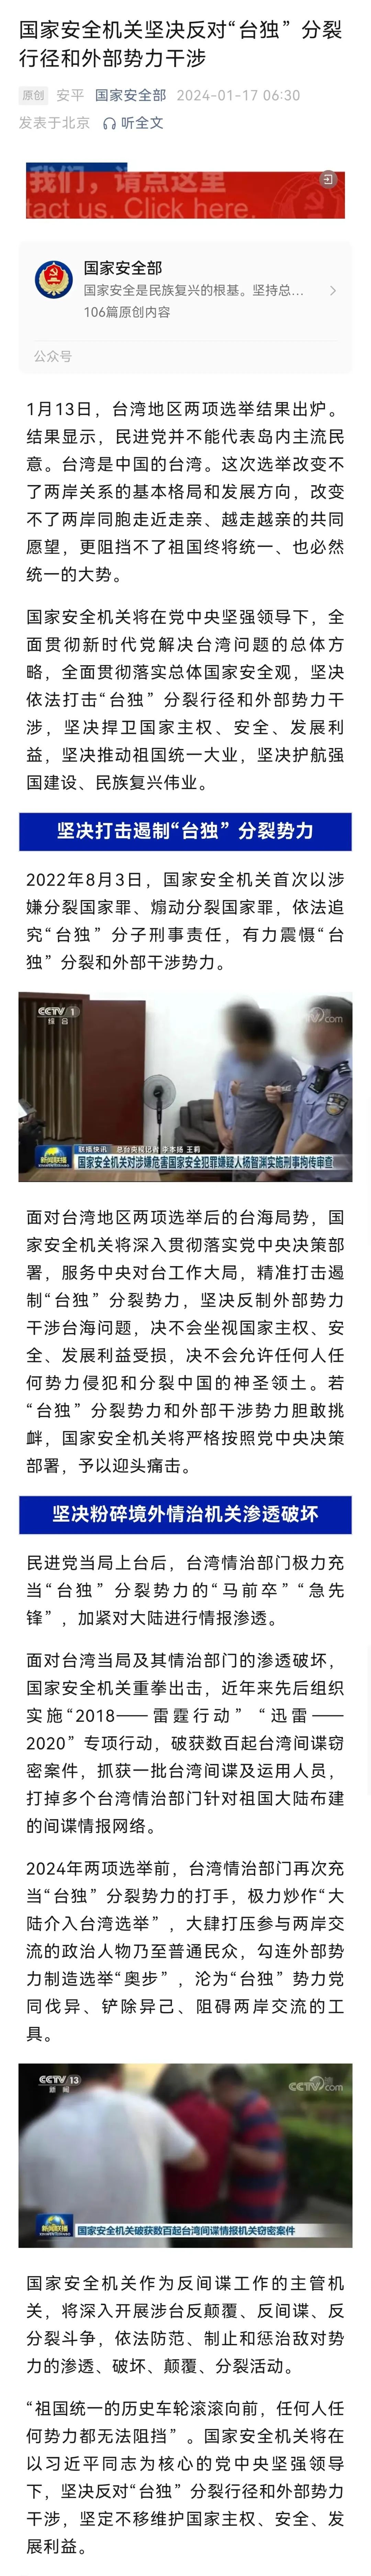 国家安全机关坚决反对“台独”分裂
行径和外部势力干涉
原创 安平 国家安全部 2024-01-17 06:30
发表于北京 听全文
我们，请点这里
tact us. Click here.
国家安全部
国家安全是民族复兴的根基。坚持总...
106篇原创内容
公众号
1月13日，台湾地区两项选举结果出炉。
结果显示，民进党并不能代表岛内主流民
意。台湾是中国的台湾。这次选举改变不
了两岸关系的基本格局和发展方向，改变
不了两岸同胞走近走亲、越走越亲的共同
愿望，更阻挡不了祖国终将统一、也必然
统一的大势。
国家安全机关将在党中央坚强领导下，全
面贯彻新时代党解决台湾问题的总体方
略，全面贯彻落实总体国家安全观，坚决
依法打击“台独”分裂行径和外部势力干
涉，坚决捍卫国家主权、安全、发展利
益，坚决推动祖国统一大业，坚决护航强
国建设、民族复兴伟业。
坚决打击遏制“台独”分裂势力
2022年8月3日，国家安全机关首次以涉
嫌分裂国家罪、煽动分裂国家罪，依法追
究“台独”分子刑事责任，有力震慑“台
独”分裂和外部干涉势力。
CCTV 1
综合
.com
联播快讯 总台央视记者 李本扬 王莉
新闻联播 国家安全机关对涉嫌危害国家安全犯罪嫌疑人杨智渊实施刑事拘传审查
面对台湾地区两项选举后的台海局势，国
家安全机关将深入贯彻落实党中央决策部
署，服务中央对台工作大局，精准打击遏
制“台独”分裂势力，坚决反制外部势力
干涉台海问题，决不会坐视国家主权、安
全、发展利益受损，决不会允许任何人任
何势力侵犯和分裂中国的神圣领土。若
“台独”分裂势力和外部干涉势力胆敢挑
衅，国家安全机关将严格按照党中央决策
部署，予以迎头痛击。
坚决粉碎境外情治机关渗透破坏
民进党当局上台后，台湾情治部门极力充
当“台独”分裂势力的“马前卒”“急先
锋”，加紧对大陆进行情报渗透。
面对台湾当局及其情治部门的渗透破坏，
国家安全机关重拳出击，近年来先后组织
实施“2018——雷霆行动”“迅雷——
2020”专项行动，破获数百起台湾间谍窃
密案件，抓获一批台湾间谍及运用人员，
打掉多个台湾情治部门针对祖国大陆布建
的间谍情报网络。
2024年两项选举前，台湾情治部门再次充
当“台独”分裂势力的打手，极力炒作“大
陆介入台湾选举”，大肆打压参与两岸交
流的政治人物乃至普通民众，勾连外部势
力制造选举“奥步”，沦为“台独”势力党
同伐异、铲除异己、阻碍两岸交流的工
具。
CCTV 13
新闻
CCTV.com
新闻联播 国家安全机关破获数百起台湾间谍情报机关窃密案件
国家安全机关作为反间谍工作的主管机
关，将深入开展涉台反颠覆、反间谍、反
分裂斗争，依法防范、制止和惩治敌对势
力的渗透、破坏、颠覆、分裂活动。
“祖国统一的历史车轮滚滚向前，任何人任
何势力都无法阻挡”。国家安全机关将在
以习近平同志为核心的党中央坚强领导
下，坚决反对“台独”分裂行径和外部势力
干涉，坚定不移维护国家主权、安全、发
展利益。